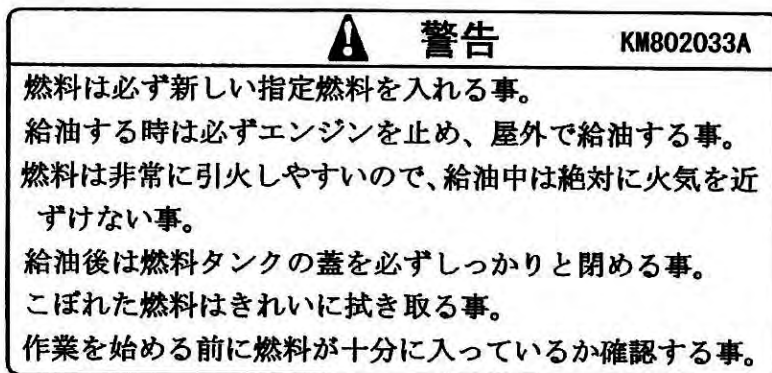 警告 KM802033A
燃料は必ず新しい指定燃料を入れる事。
給油する時は必ずエンジンを止め、屋外で給油する事。
燃料は非常に引火しやすいので、給油中は絶対に火気を近
ずけない事。
給油後は燃料タンクの蓋を必ずしっかりと閉める事。
こぼれた燃料はきれいに拭き取る事。
作業を始める前に燃料が十分に入っているか確認する事。